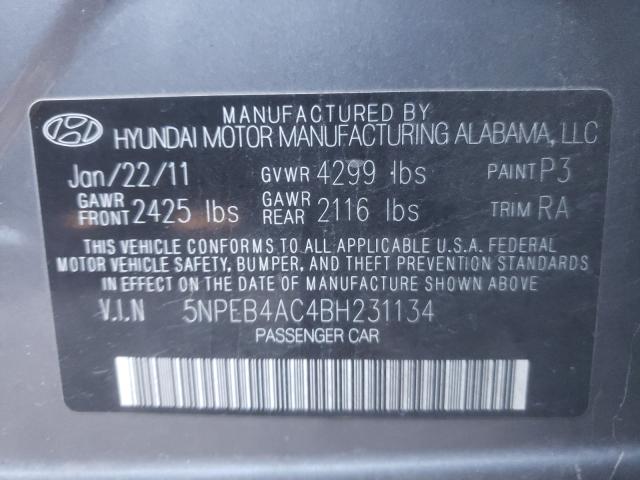 MANUFACTURED BY
HYUNDAI MOTOR MANUFACTURING ALABAMA, LLC
Jan/22/11 GVWR 4299 lbs PAINT P3
GAWR FRONT 2425 lbs GAWR REAR 2116 lbs TRIM RA
THIS VEHICLE CONFORMS TO ALL APPLICABLE U.S.A. FEDERAL
MOTOR VEHICLE SAFETY, BUMPER, AND THEFT PREVENTION STANDARDS
IN EFFECT ON THE DATE OF MANUFACTURE SHOWN ABOVE.
V.I.N 5NPEB4AC4BH231134
PASSENGER CAR